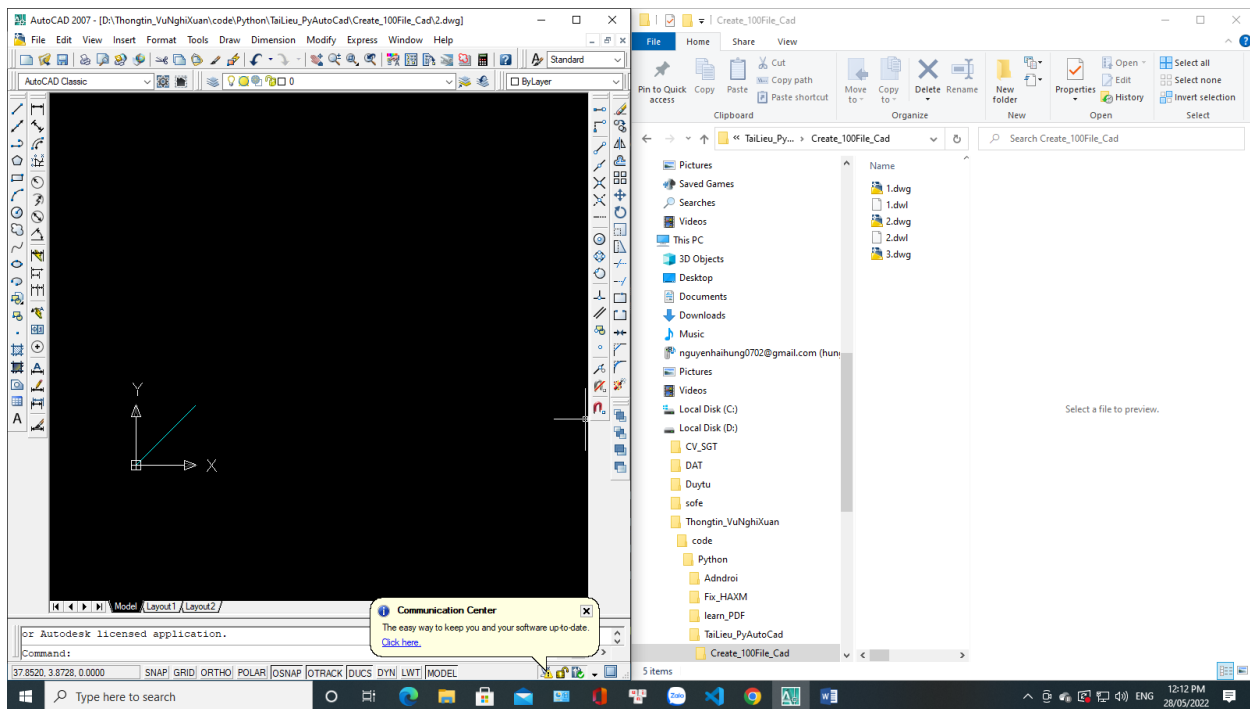 AutoCAD 2007 - [D:\Thongtin_VuNghiXuan\code\Python\TaiLieu_PyAutoCad\Create_100File_Cad\2.dwg]
File Edit View Insert Format Tools Draw Dimension Modify Express Window Help
Standard
AutoCAD Classic
0
ByLayer
A
Y
X
Model Layout1 Layout2
or Autodesk licensed application.
Command:
Communication Center
The easy way to keep you and your software up-to-date.
Click here.
37.8520, 3.8728, 0.0000 SNAP GRID ORTHO POLAR OSNAP OTRACK DUCS DYN LWT MODEL
Create_100File_Cad
File Home Share View
Pin to Quick access
Copy
Paste
Cut
Copy path
Paste shortcut
Move to
Copy to
Delete
Rename
New folder
Properties
Open
Edit
History
Select all
Select none
Invert selection
Clipboard Organize New Open Select
« TaiLieu_Py... › Create_100File_Cad
Search Create_100File_Cad
Pictures
Saved Games
Searches
Videos
This PC
3D Objects
Desktop
Documents
Downloads
Music
nguyenhaihung0702@gmail.com (hun
Pictures
Videos
Local Disk (C:)
Local Disk (D:)
CV_SGT
DAT
Duytu
sofe
Thongtin_VuNghiXuan
code
Python
Adndroi
Fix_HAXM
learn_PDF
TaiLieu_PyAutoCad
Create_100File_Cad
Name
1.dwg
1.dwl
2.dwg
2.dwl
3.dwg
Select a file to preview.
5 items
Type here to search
Zalo
ENG
12:12 PM
28/05/2022